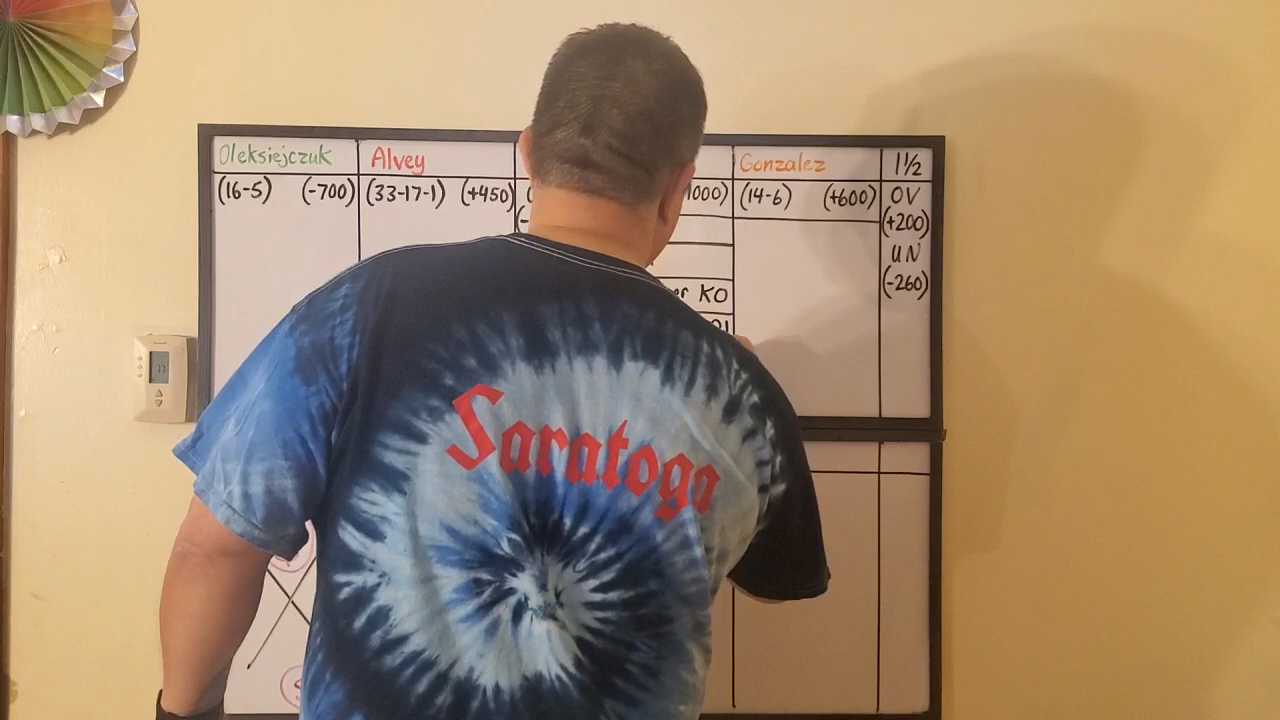 Oleksiejczuk Alvey Gonzalez 1½
(16-5) (-700) (33-17-1) (+450) 1000) (14-6) (+600) OV
(+200)
UN
(-260)
KO
Saratoga